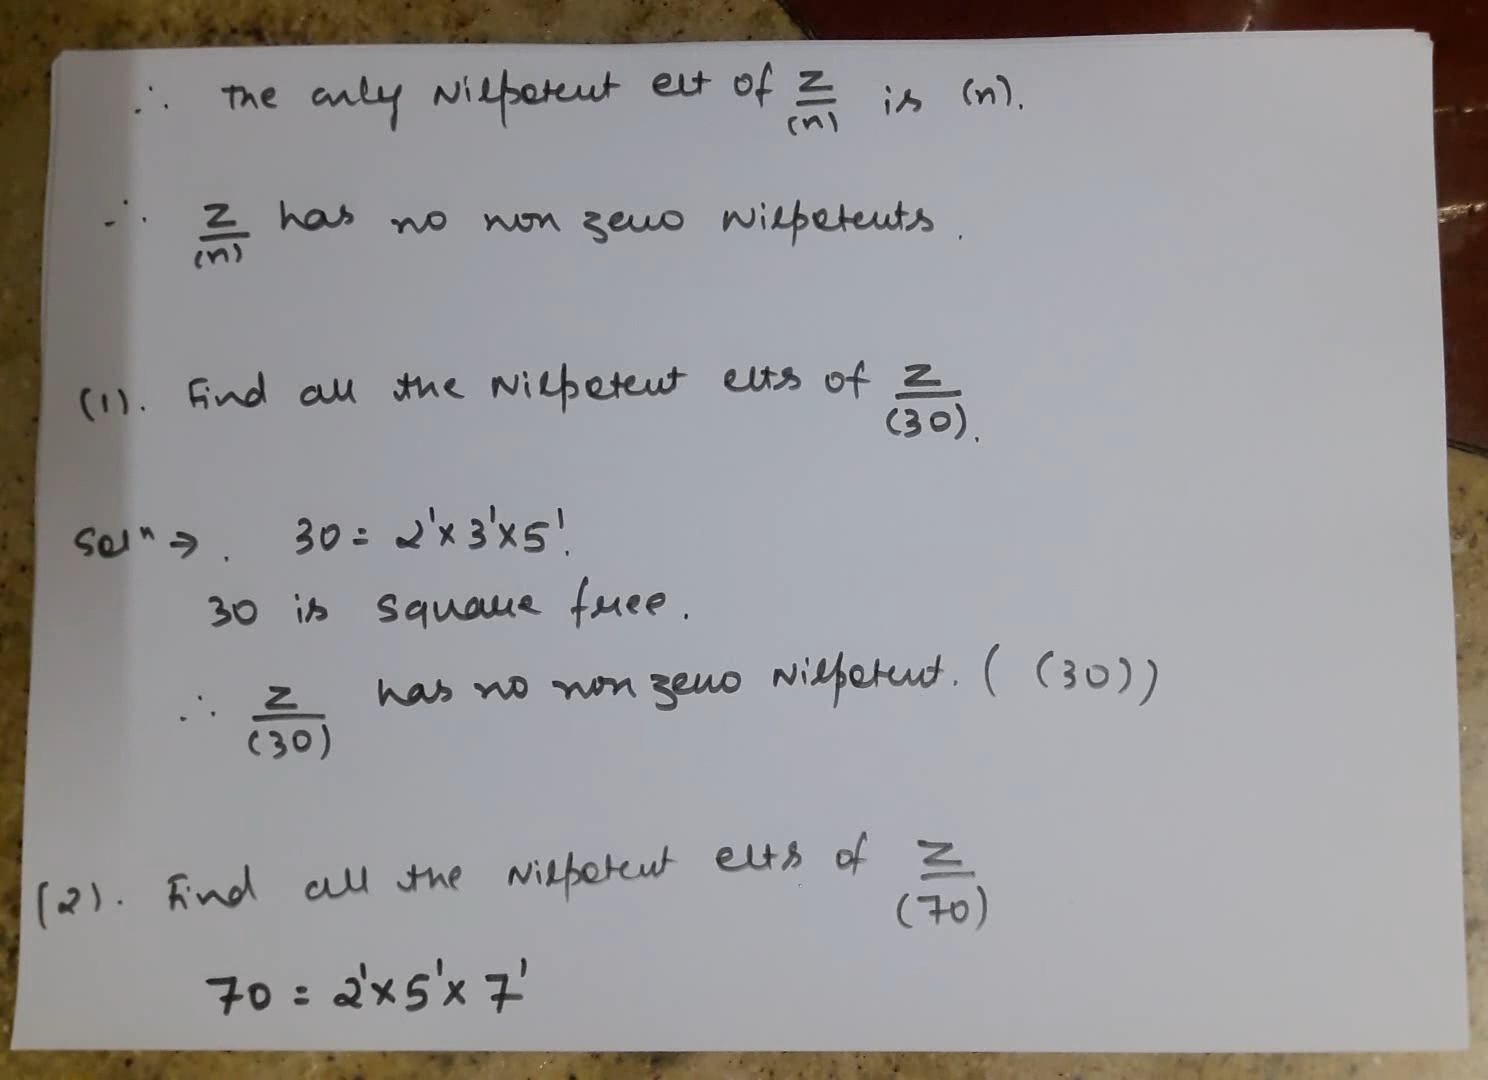 ∴ The only Nilpotent elt of Z/(n) is (n).
∴ Z/(n) has no non zero Nilpotents.
(1). Find all the Nilpotent elts of Z/(30).
Solⁿ → . 30 = 2¹ x 3¹ x 5¹.
30 is square free.
∴ Z/(30) has no non zero Nilpotent. ( (30))
(2). Find all the Nilpotent elts of Z/(70)
70 = 2¹ x 5¹ x 7¹